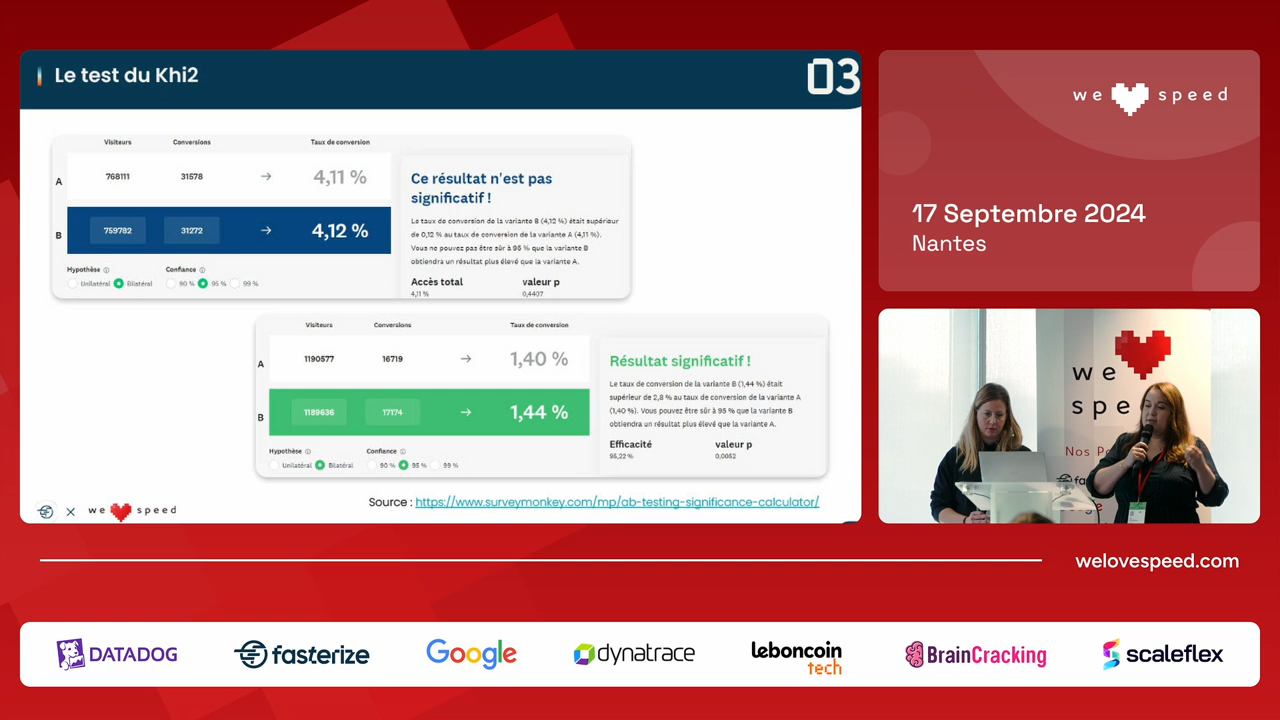 Le test du Khi2
03
Visiteurs Conversions Taux de conversion
A 768111 31578 → 4,11 %
B 759782 31272 → 4,12 %
Hypothèse Confiance
Unilatéral Bilatéral 90 % 95 % 99 %
Ce résultat n'est pas
significatif !
Le taux de conversion de la variante B (4,12 %) était supérieur
de 0,12 % au taux de conversion de la variante A (4,11 %).
Vous ne pouvez pas être sûr à 95 % que la variante B
obtiendra un résultat plus élevé que la variante A.
Accès total valeur p
4,11 % 0,4407
Visiteurs Conversions Taux de conversion
A 1190577 16719 → 1,40 %
B 1189636 17174 → 1,44 %
Hypothèse Confiance
Unilatéral Bilatéral 90 % 95 % 99 %
Résultat significatif !
Le taux de conversion de la variante B (1,44 %) était
supérieur de 2,8 % au taux de conversion de la variante A
(1,40 %). Vous pouvez être sûr à 95 % que la variante B
obtiendra un résultat plus élevé que la variante A.
Efficacité valeur p
95,22 % 0,0052
Source : https://www.surveymonkey.com/mp/ab-testing-significance-calculator/
we speed
we speed
17 Septembre 2024
Nantes
we
spe
Nos P
welovespeed.com
DATADOG
fasterize
Google
dynatrace
leboncoin
tech
BrainCracking
scaleflex